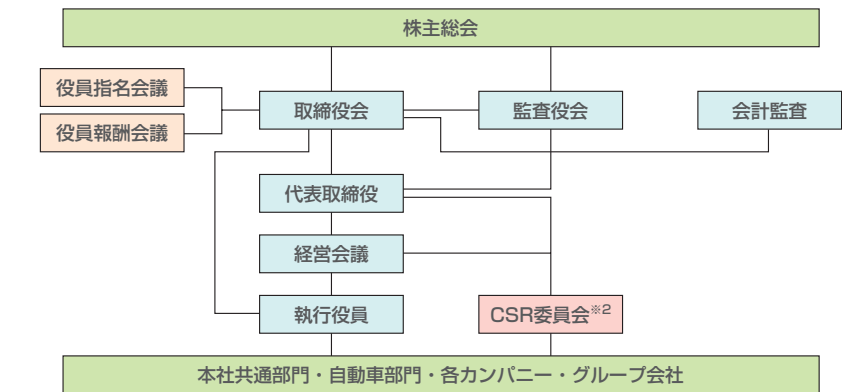 株主総会
役員指名会議
役員報酬会議
取締役会
監査役会
会計監査
代表取締役
経営会議
執行役員
CSR委員会※2
本社共通部門・自動車部門・各カンパニー・グループ会社